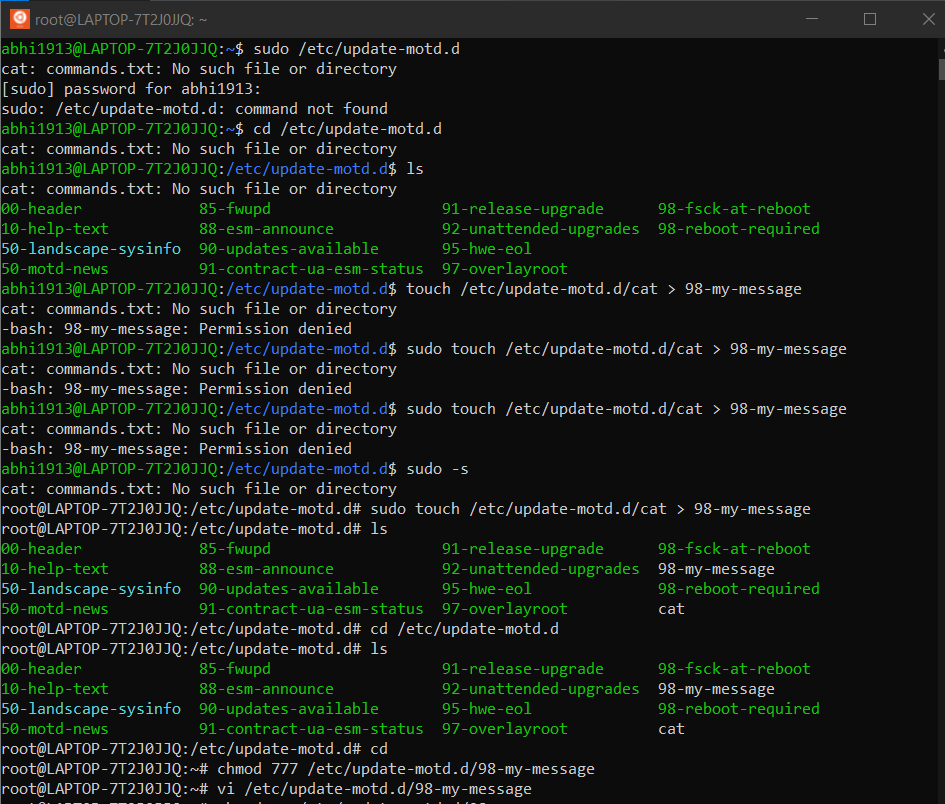 root@LAPTOP-7T2J0JJQ: ~
abhi1913@LAPTOP-7T2J0JJQ:~$ sudo /etc/update-motd.d
cat: commands.txt: No such file or directory
[sudo] password for abhi1913:
sudo: /etc/update-motd.d: command not found
abhi1913@LAPTOP-7T2J0JJQ:~$ cd /etc/update-motd.d
cat: commands.txt: No such file or directory
abhi1913@LAPTOP-7T2J0JJQ:/etc/update-motd.d$ ls
cat: commands.txt: No such file or directory
00-header 85-fwupd 91-release-upgrade 98-fsck-at-reboot
10-help-text 88-esm-announce 92-unattended-upgrades 98-reboot-required
50-landscape-sysinfo 90-updates-available 95-hwe-eol
50-motd-news 91-contract-ua-esm-status 97-overlayroot
abhi1913@LAPTOP-7T2J0JJQ:/etc/update-motd.d$ touch /etc/update-motd.d/cat > 98-my-message
cat: commands.txt: No such file or directory
-bash: 98-my-message: Permission denied
abhi1913@LAPTOP-7T2J0JJQ:/etc/update-motd.d$ sudo touch /etc/update-motd.d/cat > 98-my-message
cat: commands.txt: No such file or directory
-bash: 98-my-message: Permission denied
abhi1913@LAPTOP-7T2J0JJQ:/etc/update-motd.d$ sudo touch /etc/update-motd.d/cat > 98-my-message
cat: commands.txt: No such file or directory
-bash: 98-my-message: Permission denied
abhi1913@LAPTOP-7T2J0JJQ:/etc/update-motd.d$ sudo -s
cat: commands.txt: No such file or directory
root@LAPTOP-7T2J0JJQ:/etc/update-motd.d# sudo touch /etc/update-motd.d/cat > 98-my-message
root@LAPTOP-7T2J0JJQ:/etc/update-motd.d# ls
00-header 85-fwupd 91-release-upgrade 98-fsck-at-reboot
10-help-text 88-esm-announce 92-unattended-upgrades 98-my-message
50-landscape-sysinfo 90-updates-available 95-hwe-eol 98-reboot-required
50-motd-news 91-contract-ua-esm-status 97-overlayroot cat
root@LAPTOP-7T2J0JJQ:/etc/update-motd.d# cd /etc/update-motd.d
root@LAPTOP-7T2J0JJQ:/etc/update-motd.d# ls
00-header 85-fwupd 91-release-upgrade 98-fsck-at-reboot
10-help-text 88-esm-announce 92-unattended-upgrades 98-my-message
50-landscape-sysinfo 90-updates-available 95-hwe-eol 98-reboot-required
50-motd-news 91-contract-ua-esm-status 97-overlayroot cat
root@LAPTOP-7T2J0JJQ:/etc/update-motd.d# cd
root@LAPTOP-7T2J0JJQ:~# chmod 777 /etc/update-motd.d/98-my-message
root@LAPTOP-7T2J0JJQ:~# vi /etc/update-motd.d/98-my-message